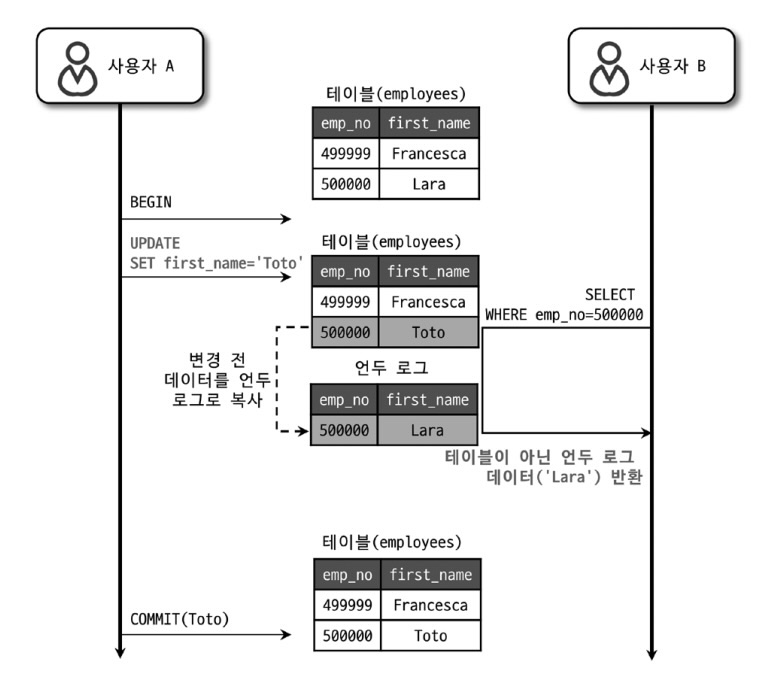 사용자 A
사용자 B
테이블(employees)
emp_no first_name
499999 Francesca
500000 Lara
BEGIN
UPDATE
SET first_name='Toto'
테이블(employees)
emp_no first_name
499999 Francesca
500000 Toto
SELECT
WHERE emp_no=500000
변경 전
데이터를 언두
로그로 복사
언두 로그
emp_no first_name
500000 Lara
테이블이 아닌 언두 로그
데이터('Lara') 반환
테이블(employees)
emp_no first_name
499999 Francesca
500000 Toto
COMMIT(Toto)